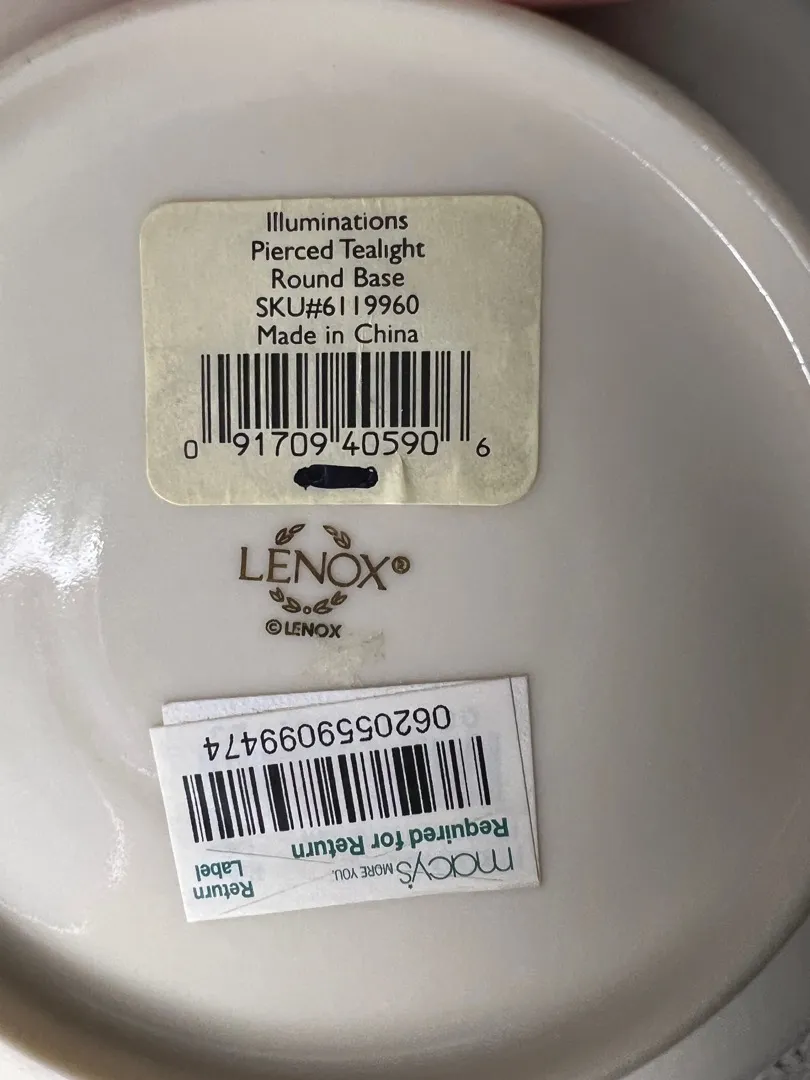 Illuminations
Pierced Tealight
Round Base
SKU#6119960
Made in China
0 91709 40590 6
LENOX®
©LENOX
macy's MORE YOU.
Return Label
Required for Return
0620559099474